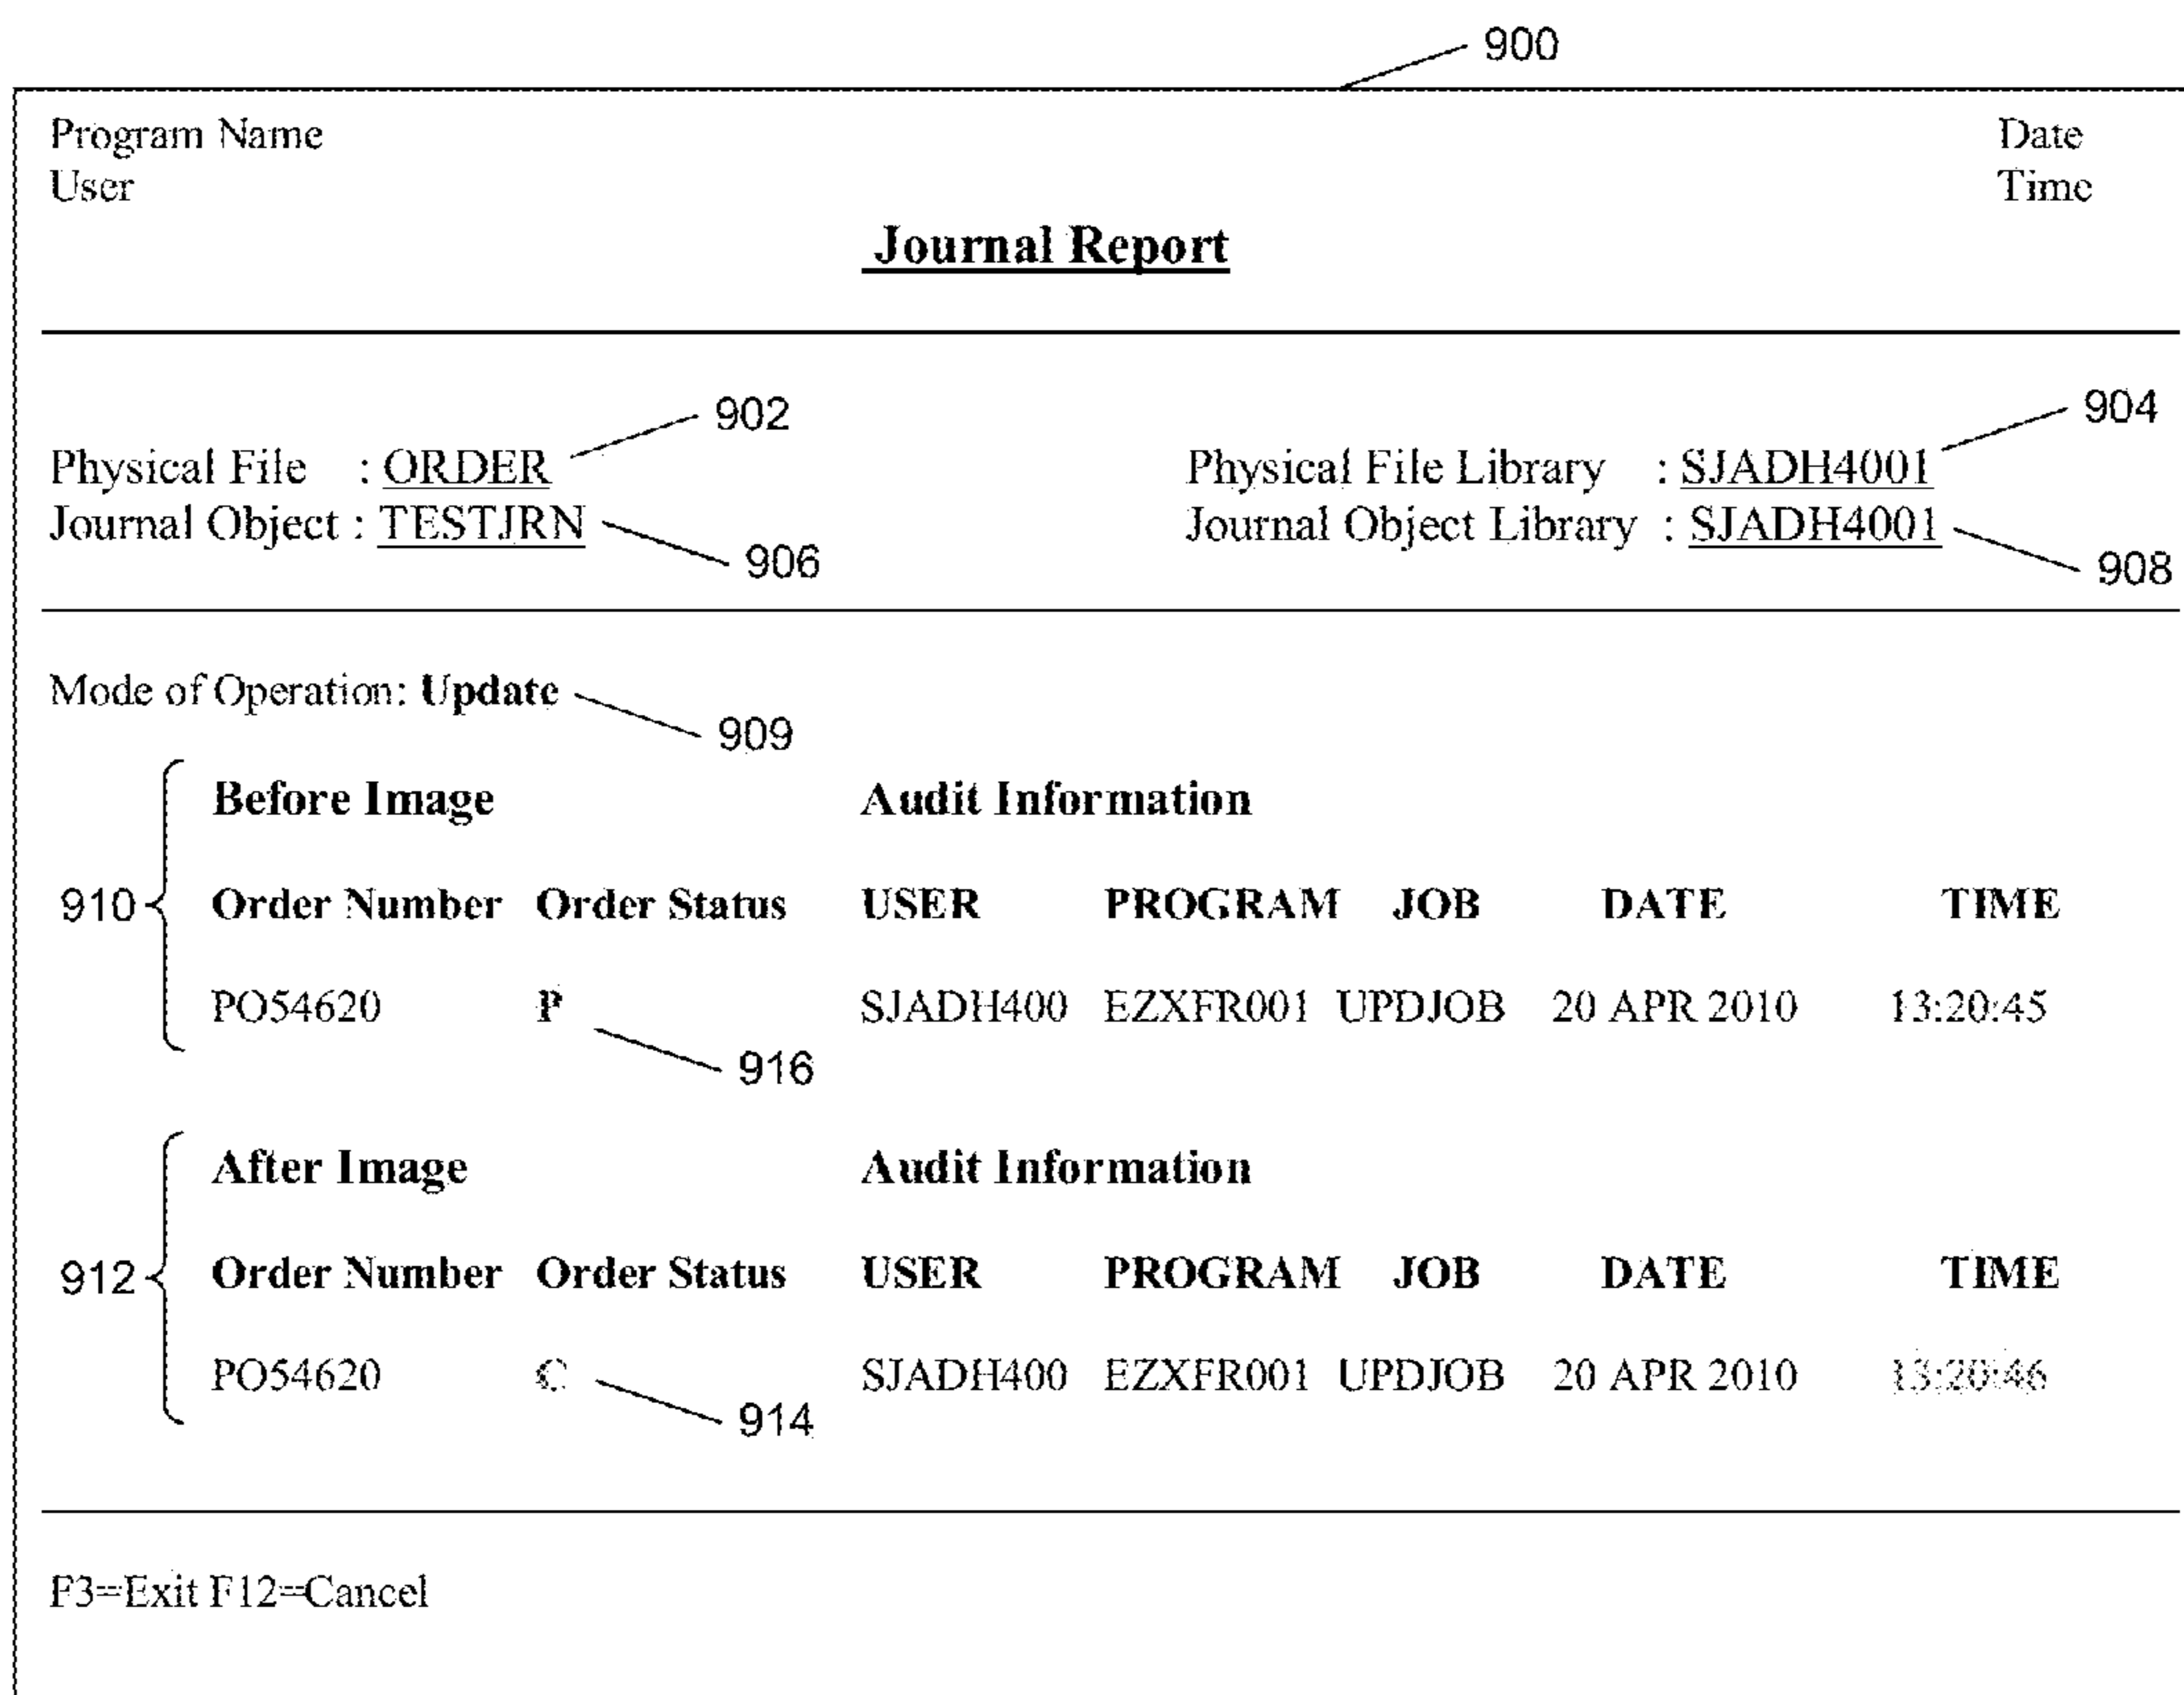 900
Program Name Date
User Time
Journal Report
902 904
Physical File : ORDER Physical File Library : SJADH4001
Journal Object : TESTJRN Journal Object Library : SJADH4001
906 908
Mode of Operation: Update
909
Before Image Audit Information
910 Order Number Order Status USER PROGRAM JOB DATE TIME
PO54620 P SJADH400 EZXFR001 UPDJOB 20 APR 2010 13:20:45
916
After Image Audit Information
912 Order Number Order Status USER PROGRAM JOB DATE TIME
PO54620 C SJADH400 EZXFR001 UPDJOB 20 APR 2010 13:20:46
914
F3=Exit F12=Cancel